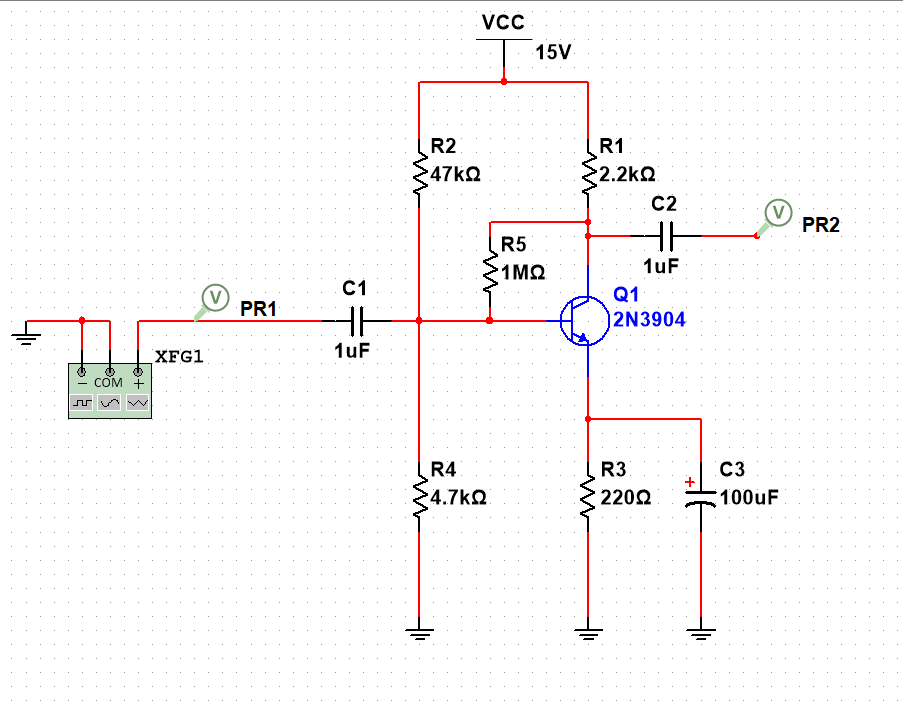 VCC
15V
R2
47kΩ
R1
2.2kΩ
C2
1uF
V
PR2
R5
1MΩ
V
PR1
C1
1uF
Q1
2N3904
XFG1
− COM +
R4
4.7kΩ
R3
220Ω
C3
+
100uF